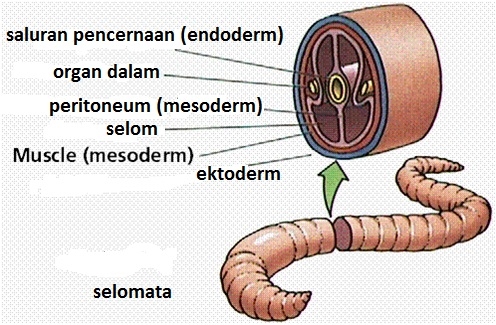 saluran pencernaan (endoderm)
organ dalam
peritoneum (mesoderm)
selom
Muscle (mesoderm)
ektoderm
selomata